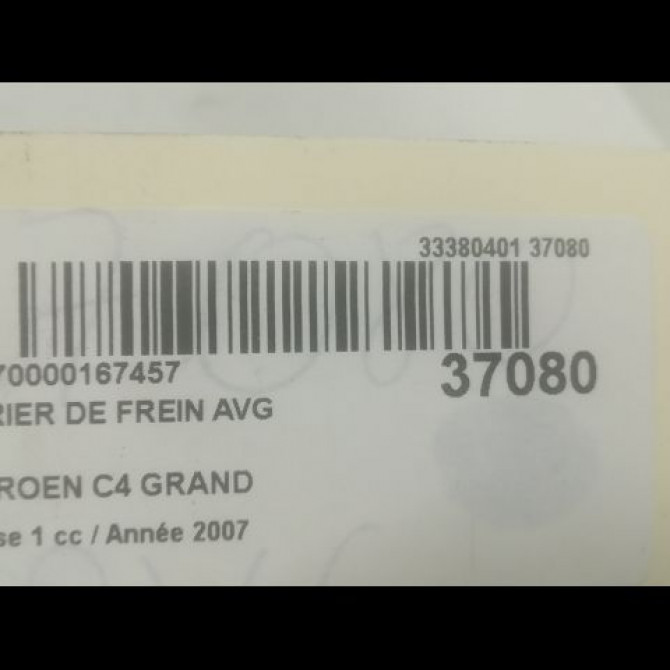 33380401 37080
70000167457
37080
RIER DE FREIN AVG
ROEN C4 GRAND
se 1 cc / Année 2007